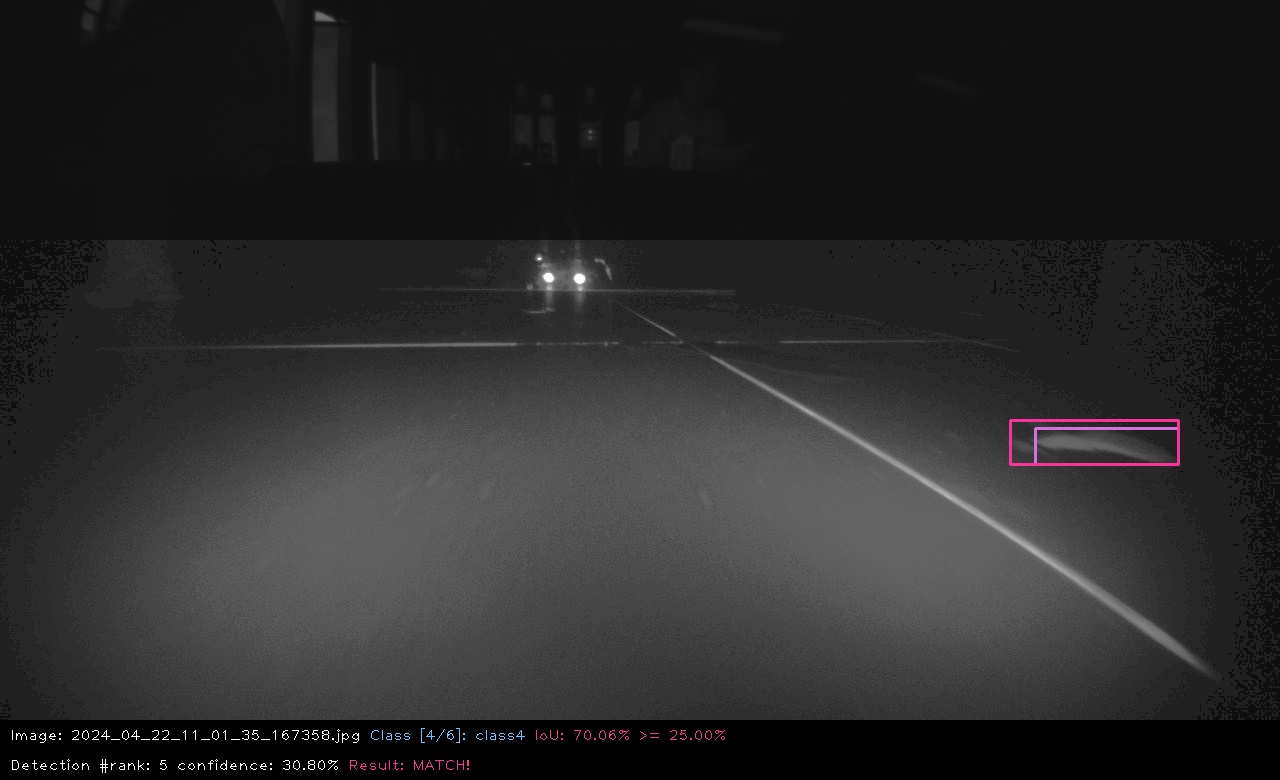 Image: 2024_04_22_11_01_35_167358.jpg Class [4/6]: class4 IoU: 70.06% >= 25.00%
Detection #rank: 5 confidence: 30.80% Result: MATCH!